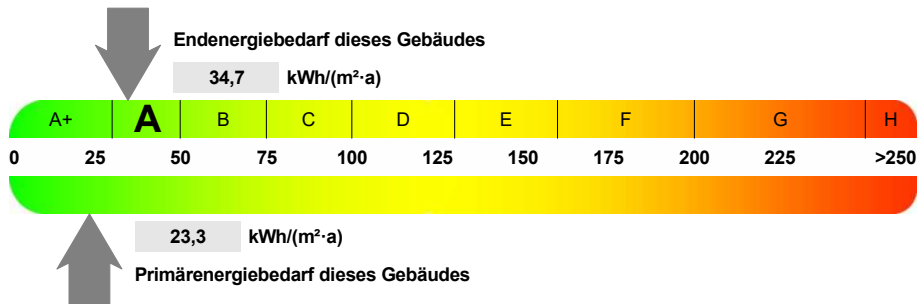 Endenergiebedarf dieses Gebäudes
34,7 kWh/(m²·a)
A+ A B C D E F G H
0 25 50 75 100 125 150 175 200 225 >250
23,3 kWh/(m²·a)
Primärenergiebedarf dieses Gebäudes